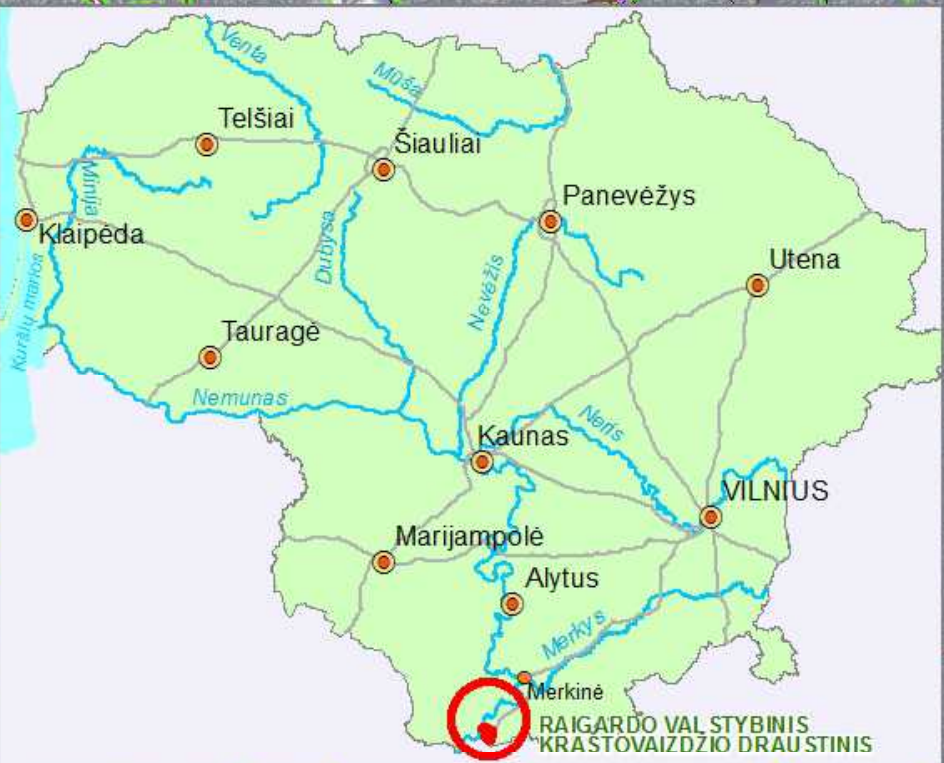 Venta
Mūša
Telšiai
Šiauliai
Minija
Panevėžys
Klaipėda
Dubysa
Utena
Nevėžis
Kuršių marios
Tauragė
Nemunas
Neris
Kaunas
VILNIUS
Marijampolė
Alytus
Merkys
Merkinė
RAIGARDO VALSTYBINIS
KRAŠTOVAIZDŽIO DRAUSTINIS